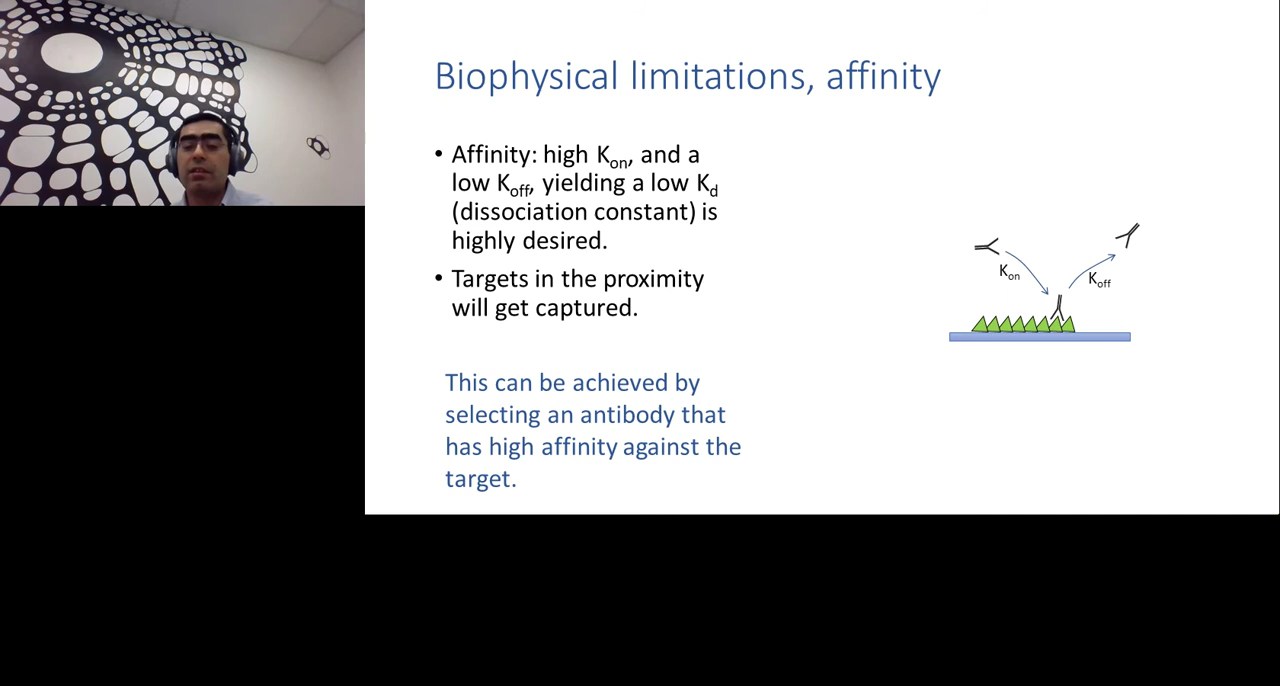 Biophysical limitations, affinity
• Affinity: high Kon, and a
low Koff, yielding a low Kd
(dissociation constant) is
highly desired.
• Targets in the proximity
will get captured.
This can be achieved by
selecting an antibody that
has high affinity against the
target.
Kon
Koff